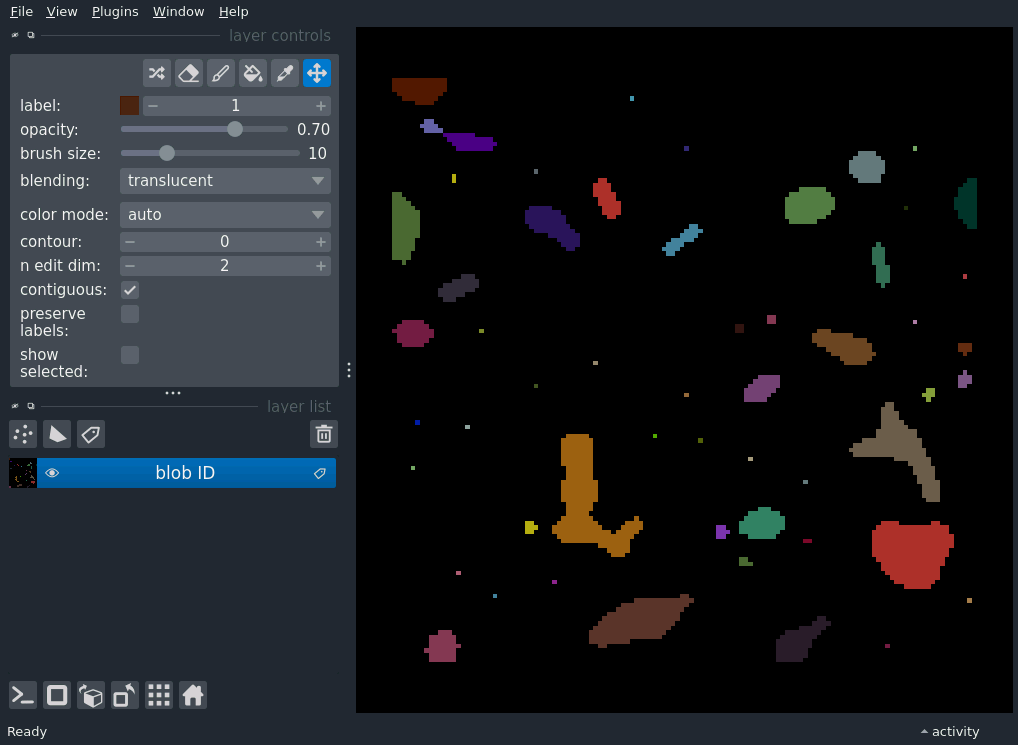 File View Plugins Window Help
layer controls
label: 1
opacity: 0.70
brush size: 10
blending: translucent
color mode: auto
contour: 0
n edit dim: 2
contiguous:
preserve
labels:
show
selected:
layer list
blob ID
Ready
activity